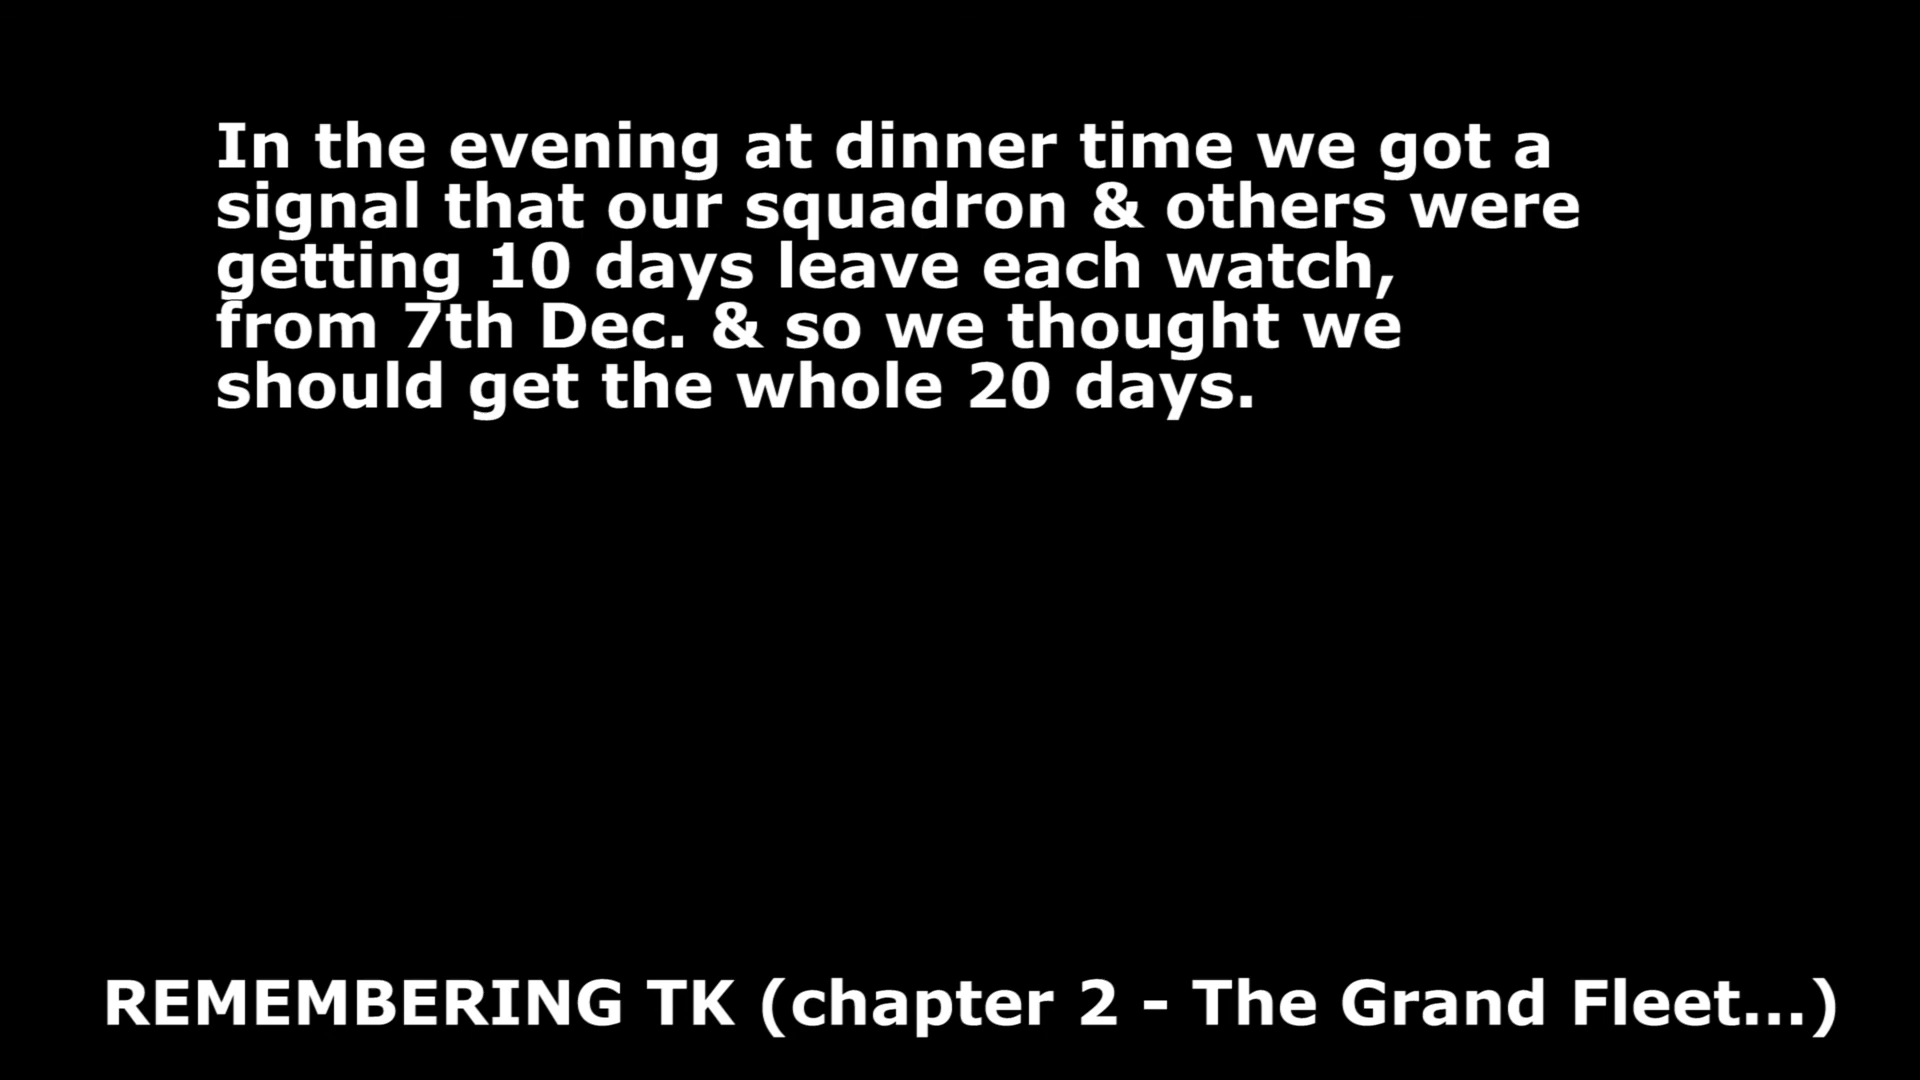 In the evening at dinner time we got a
signal that our squadron & others were
getting 10 days leave each watch,
from 7th Dec. & so we thought we
should get the whole 20 days.
REMEMBERING TK (chapter 2 - The Grand Fleet...)